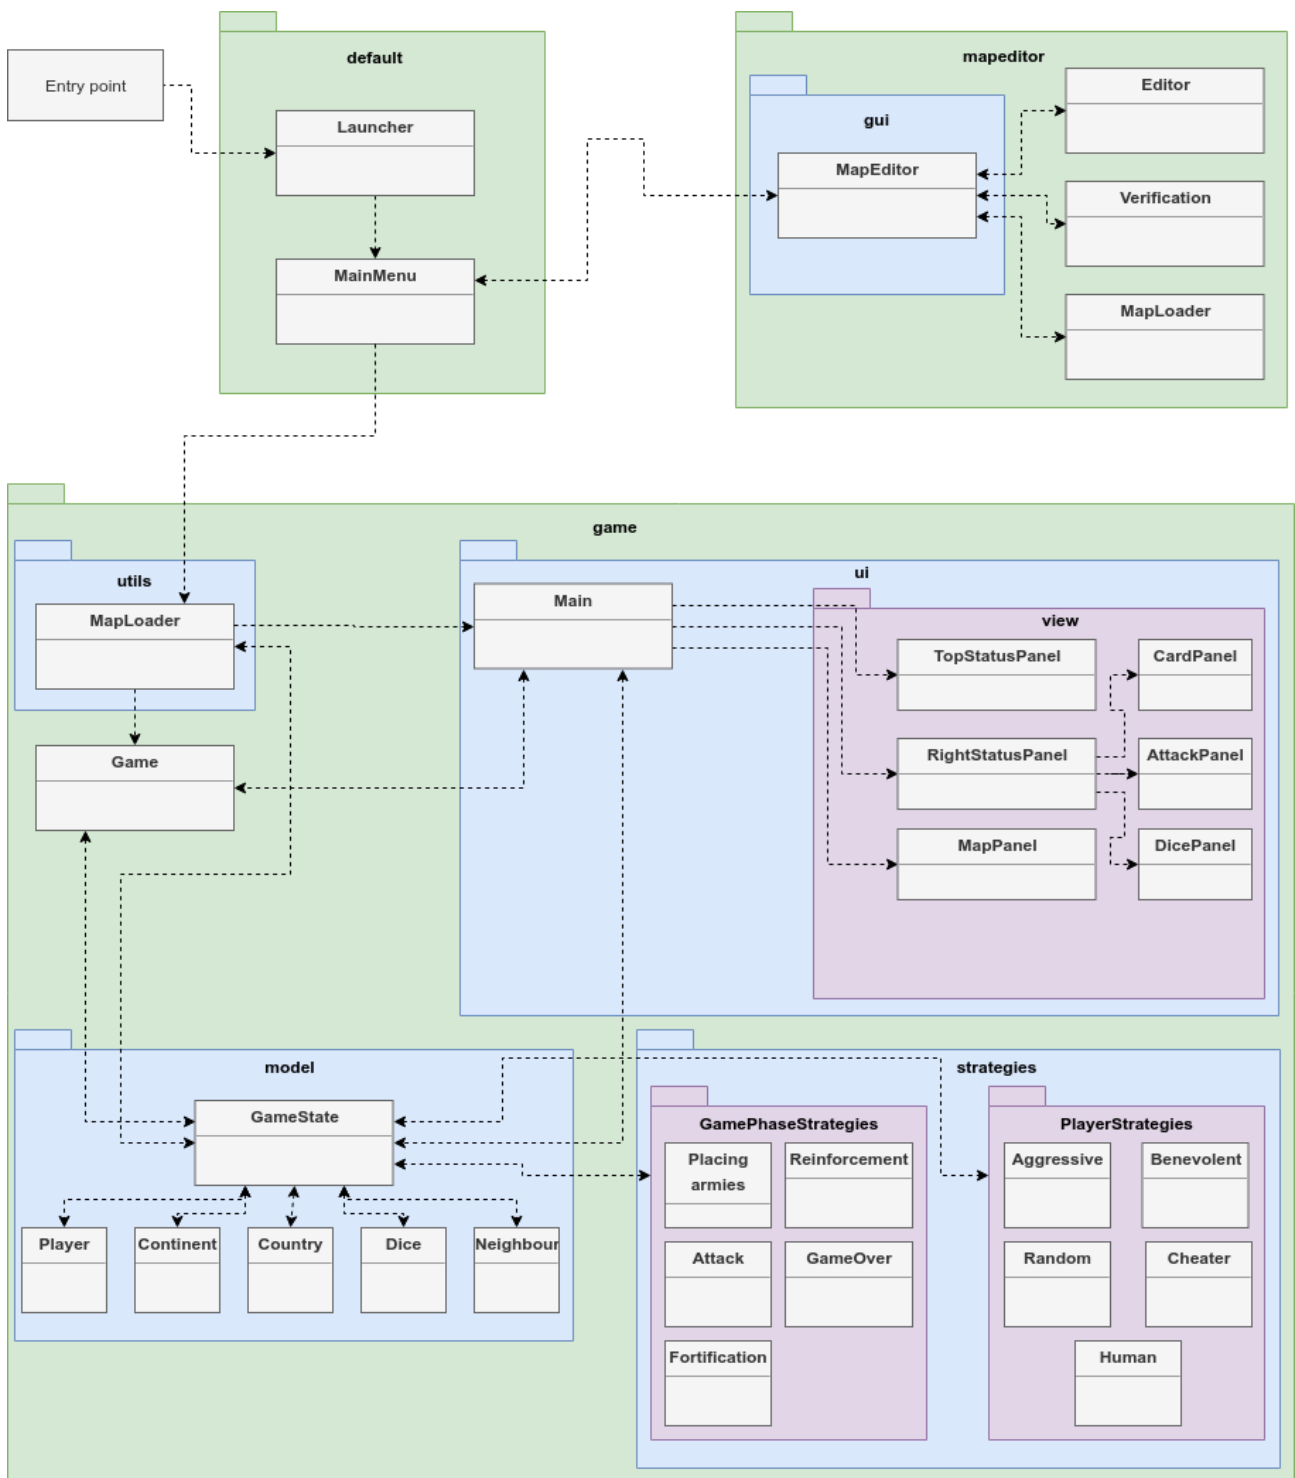 default
mapeditor
Entry point
Launcher
MainMenu
gui
MapEditor
Editor
Verification
MapLoader
game
utils
MapLoader
Game
ui
Main
view
TopStatusPanel
CardPanel
RightStatusPanel
AttackPanel
MapPanel
DicePanel
model
GameState
Player
Continent
Country
Dice
Neighbour
strategies
GamePhaseStrategies
Placing
armies
Reinforcement
Attack
GameOver
Fortification
PlayerStrategies
Aggressive
Benevolent
Random
Cheater
Human